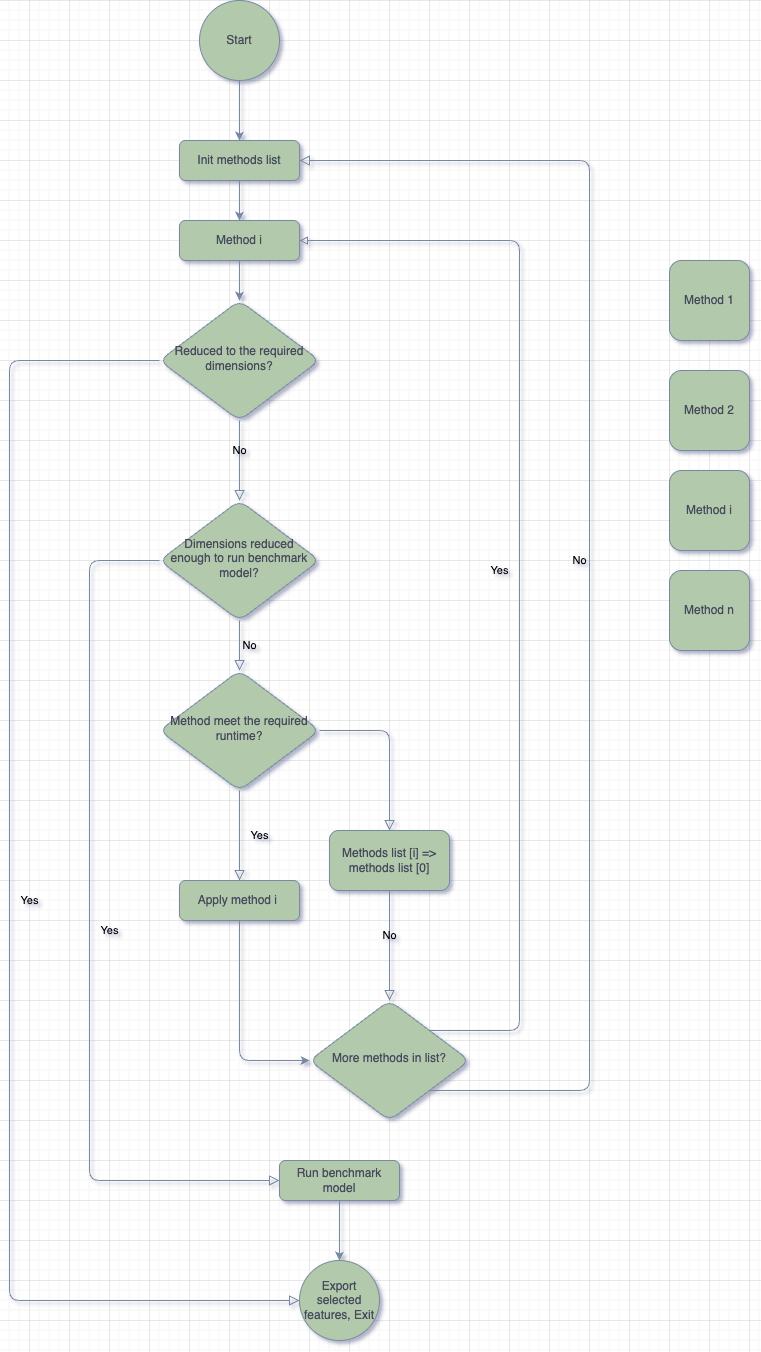 Start
Init methods list
Method i
Reduced to the required
dimensions?
No
Dimensions reduced
enough to run benchmark
model?
No
Method meet the required
runtime?
Yes
Methods list [i] =>
methods list [0]
Apply method i
No
More methods in list?
Yes
No
Yes
Yes
Run benchmark
model
Export
selected
features, Exit
Method 1
Method 2
Method i
Method n